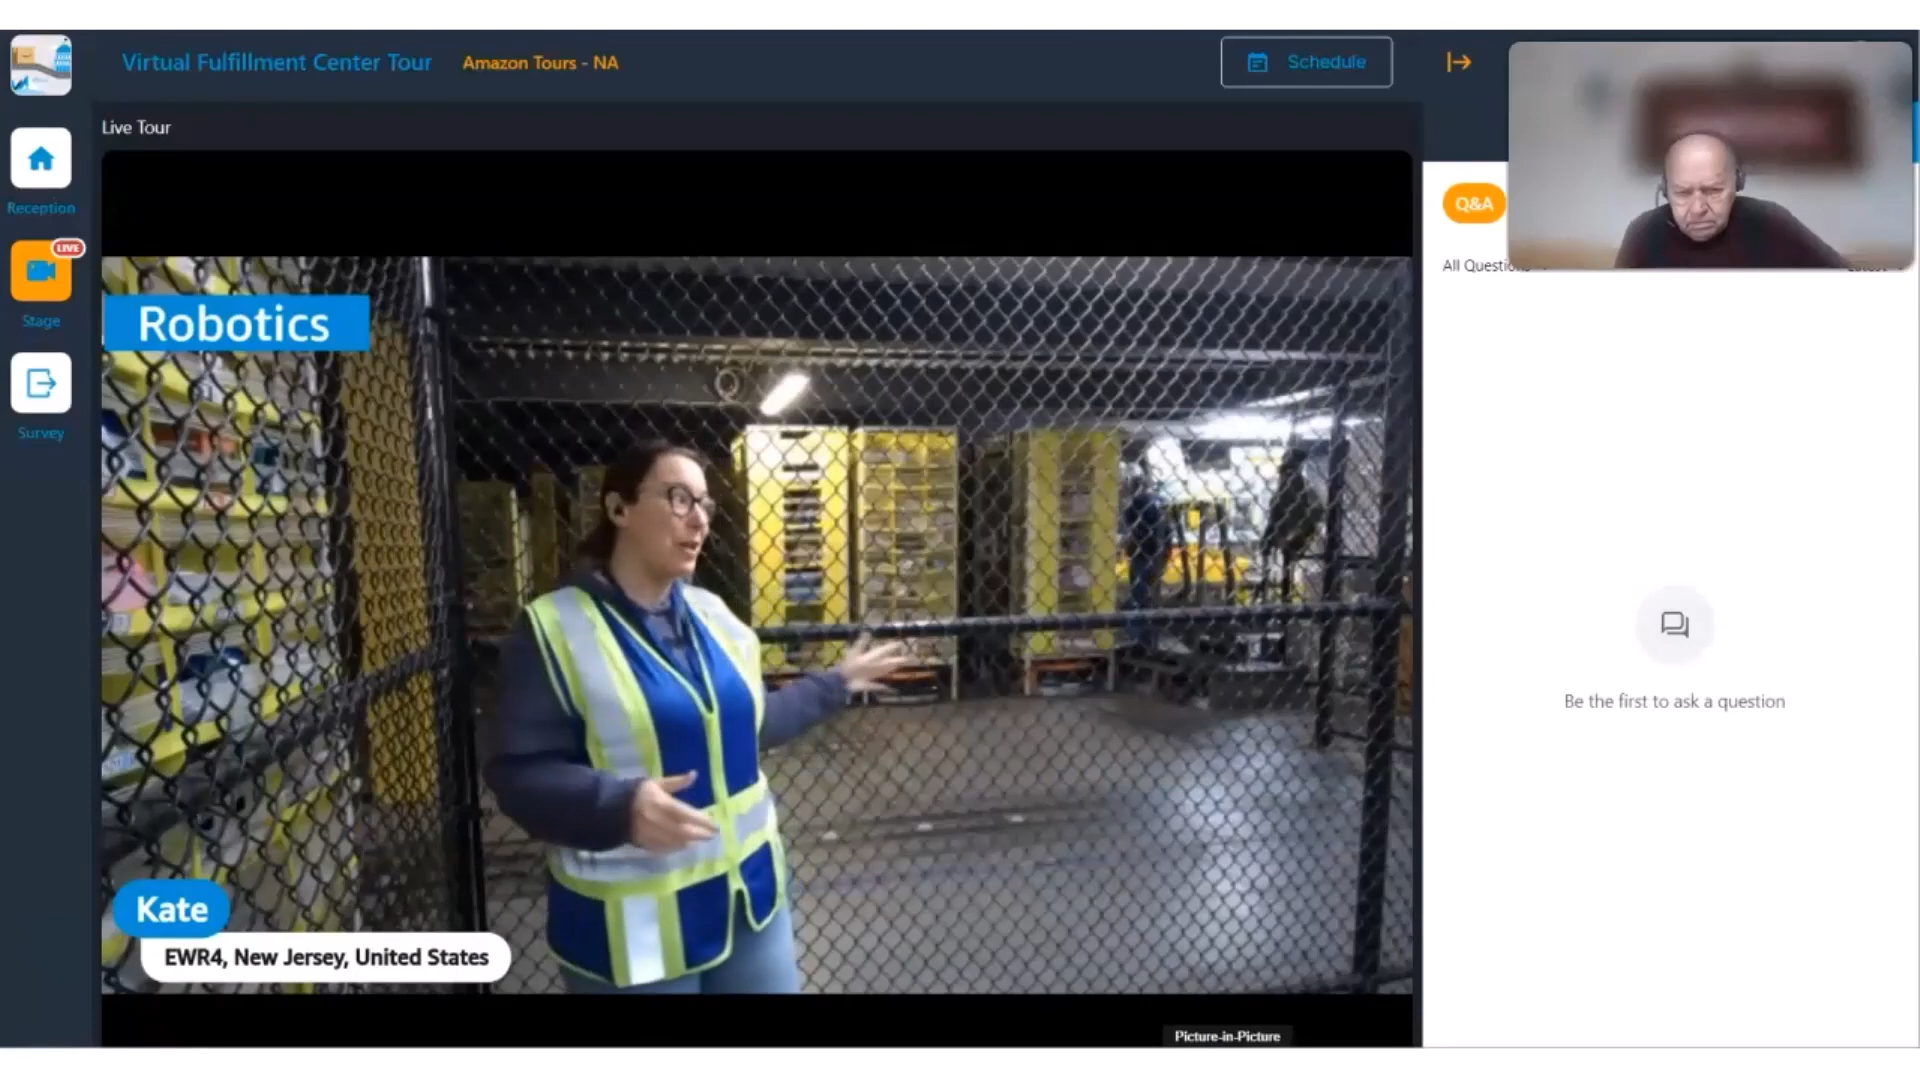 Virtual Fulfillment Center Tour
Amazon Tours - NA
Schedule
Live Tour
Reception
LIVE
Stage
Survey
Robotics
Kate
EWR4, New Jersey, United States
Picture-in-Picture
Q&A
All
Be the first to ask a question